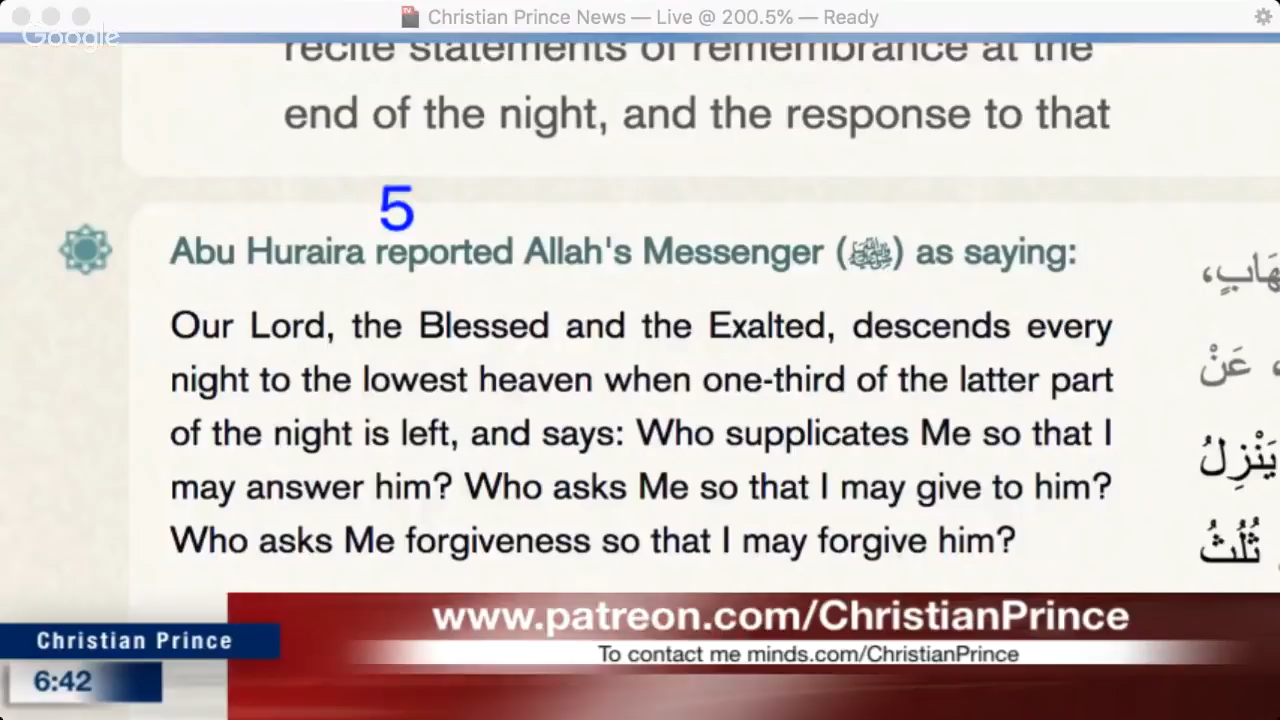 Christian Prince News — Live @ 200.5% — Ready
Google
recite statements of remembrance at the
end of the night, and the response to that
5
Abu Huraira reported Allah's Messenger (ﷺ) as saying:
Our Lord, the Blessed and the Exalted, descends every
night to the lowest heaven when one-third of the latter part
of the night is left, and says: Who supplicates Me so that I
may answer him? Who asks Me so that I may give to him?
Who asks Me forgiveness so that I may forgive him?
عَنْ
يَنْزِلُ
ثُلُثُ
www.patreon.com/ChristianPrince
Christian Prince
To contact me minds.com/ChristianPrince
6:42